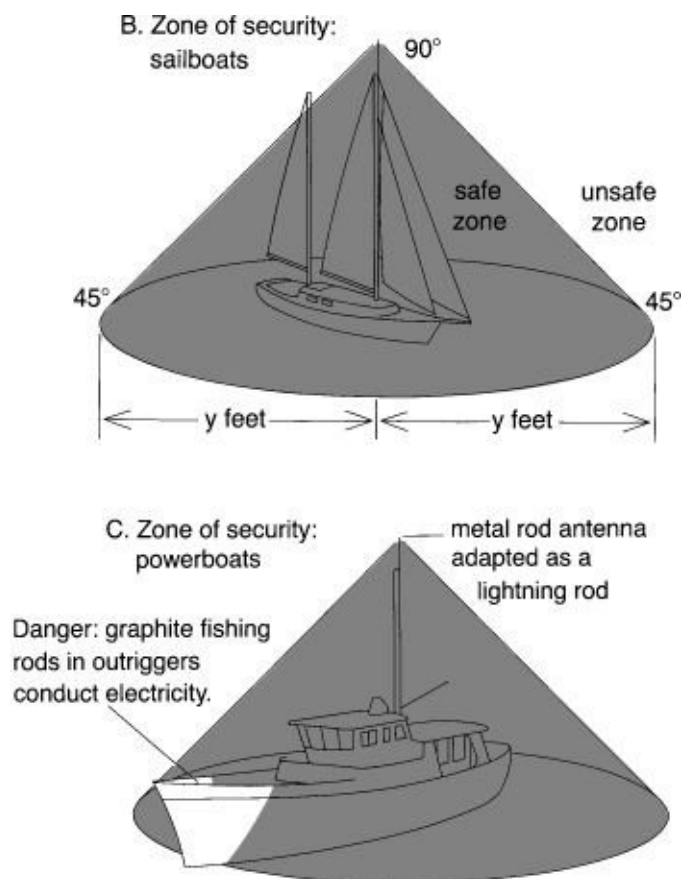 B. Zone of security:
sailboats
90°
safe
zone
unsafe
zone
45°
45°
y feet
y feet
C. Zone of security:
powerboats
metal rod antenna
adapted as a
lightning rod
Danger: graphite fishing
rods in outriggers
conduct electricity.